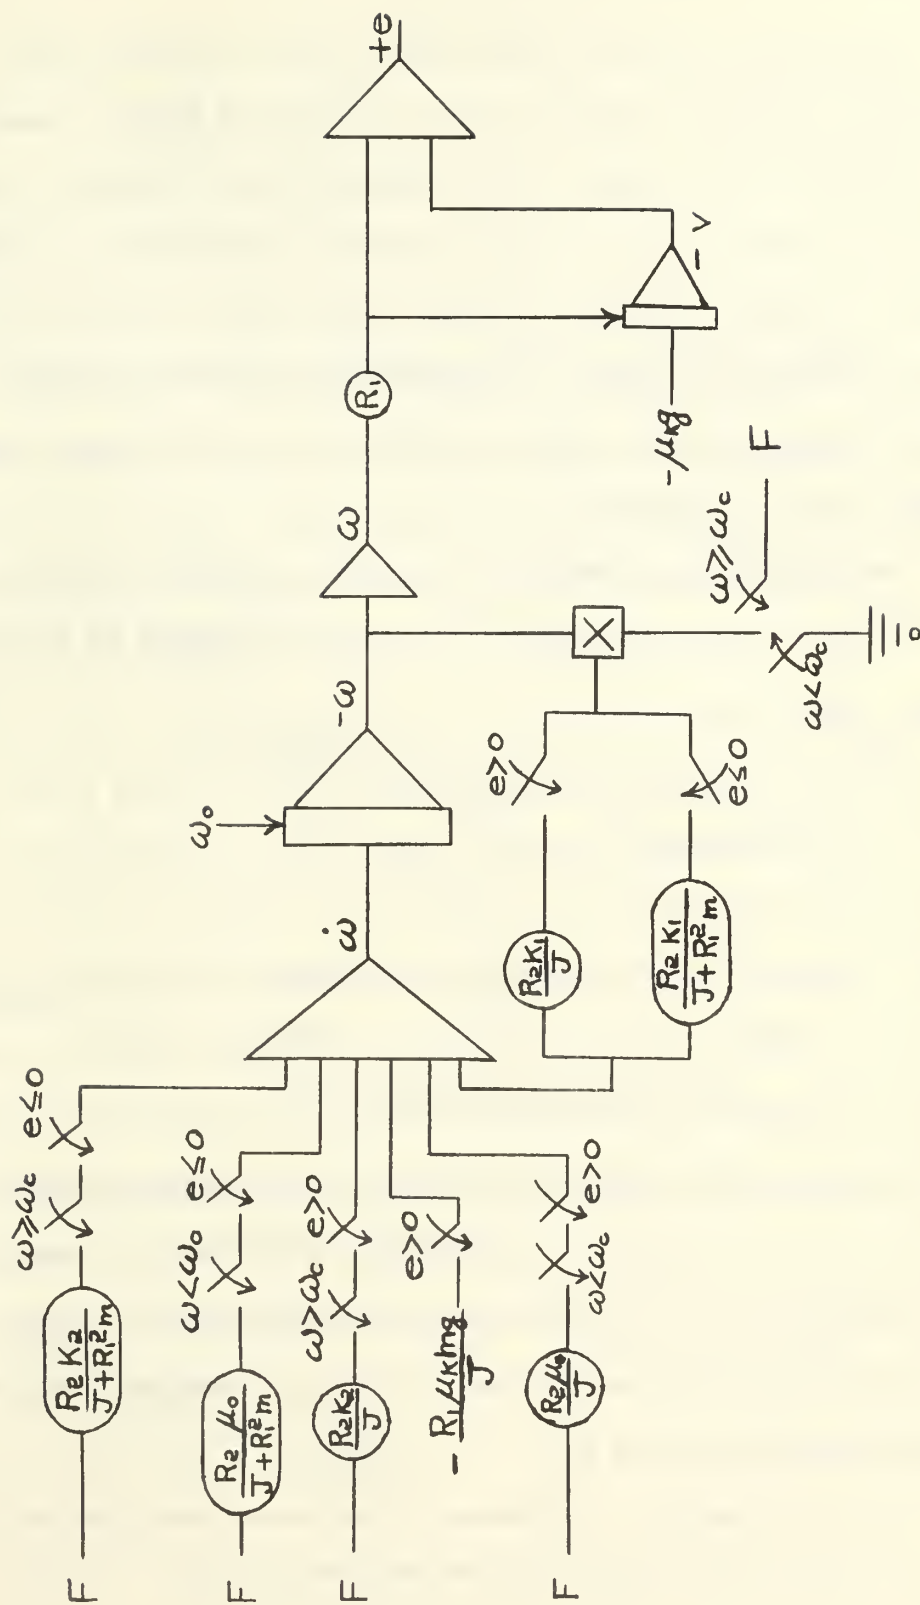 F
R₂K₂ / J+R₁²m
ω≥ωc
e≤0
F
R₂μ₀ / J+R₁²m
ω<ω₀
e≤0
F
R₂K₂ / J
ω>ωc
e>0
- R₁μₖmg / J
e>0
F
R₂μ₀ / J
ω<ωc
e>0
ω̇
ω₀
-ω
ω
R₁
+e
R₂K₁ / J
e>0
R₂K₁ / J+R₁²m
e≤0
X
ω<ωc
ω≥ωc
F
0
-μₖg
-V